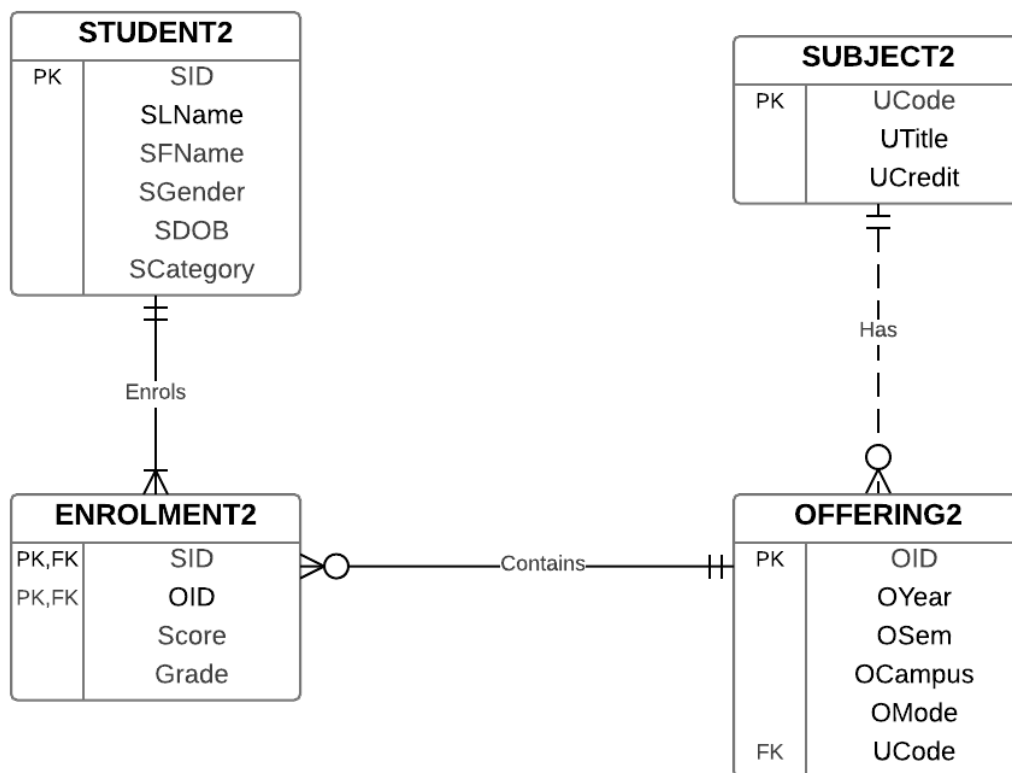 STUDENT2
PK SID
SLName
SFName
SGender
SDOB
SCategory
SUBJECT2
PK UCode
UTitle
UCredit
Enrols
Has
ENROLMENT2
PK,FK SID
PK,FK OID
Score
Grade
Contains
OFFERING2
PK OID
OYear
OSem
OCampus
OMode
FK UCode